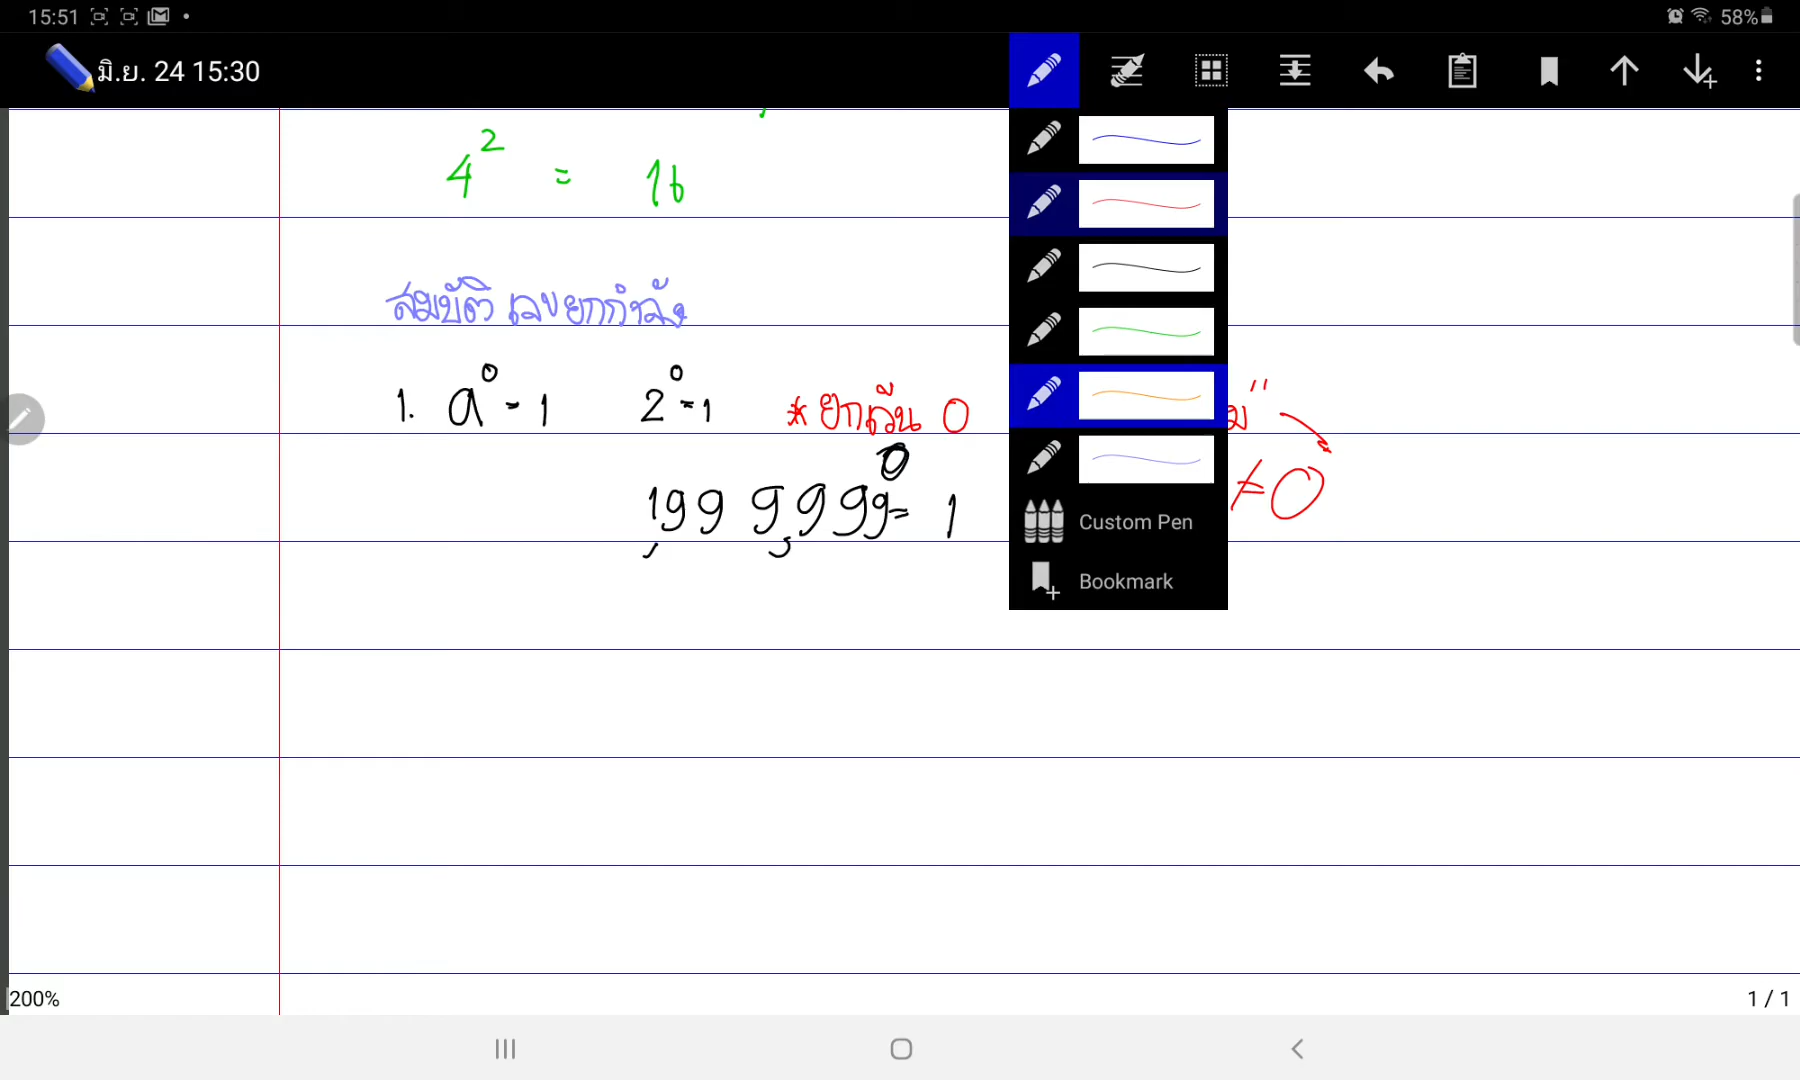 15:51
58%
มิ.ย. 24 15:30
4² = 16
สมบัติ เลขยกกำลัง
1. a⁰ = 1 2⁰ = 1 *ยกเว้น 0
ม"
1999999⁰ = 1
≠0
Custom Pen
Bookmark
200%
1 / 1